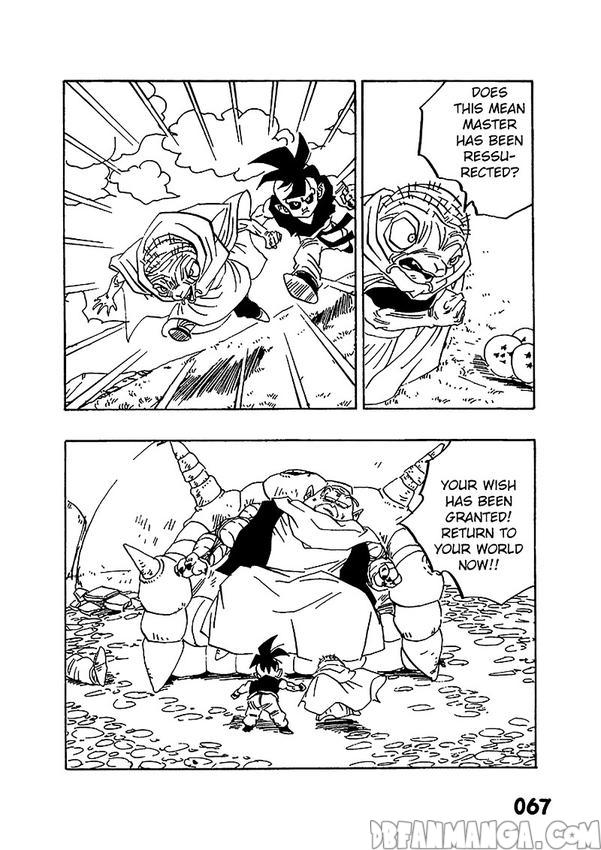 DOES
THIS MEAN
MASTER
HAS BEEN
RESSU-
RECTED?
YOUR WISH
HAS BEEN
GRANTED!
RETURN TO
YOUR WORLD
NOW!!
067
DBFANMANGA.COM